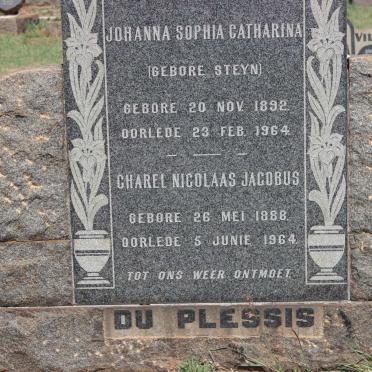 JOHANNA SOPHIA CATHARINA
(GEBORE STEYN)
GEBORE 20 NOV. 1892.
OORLEDE 23 FEB. 1964.
CHAREL NICOLAAS JACOBUS
GEBORE 26 MEI 1888.
OORLEDE 5 JUNIE 1964.
TOT ONS WEER ONTMOET.
DU PLESSIS